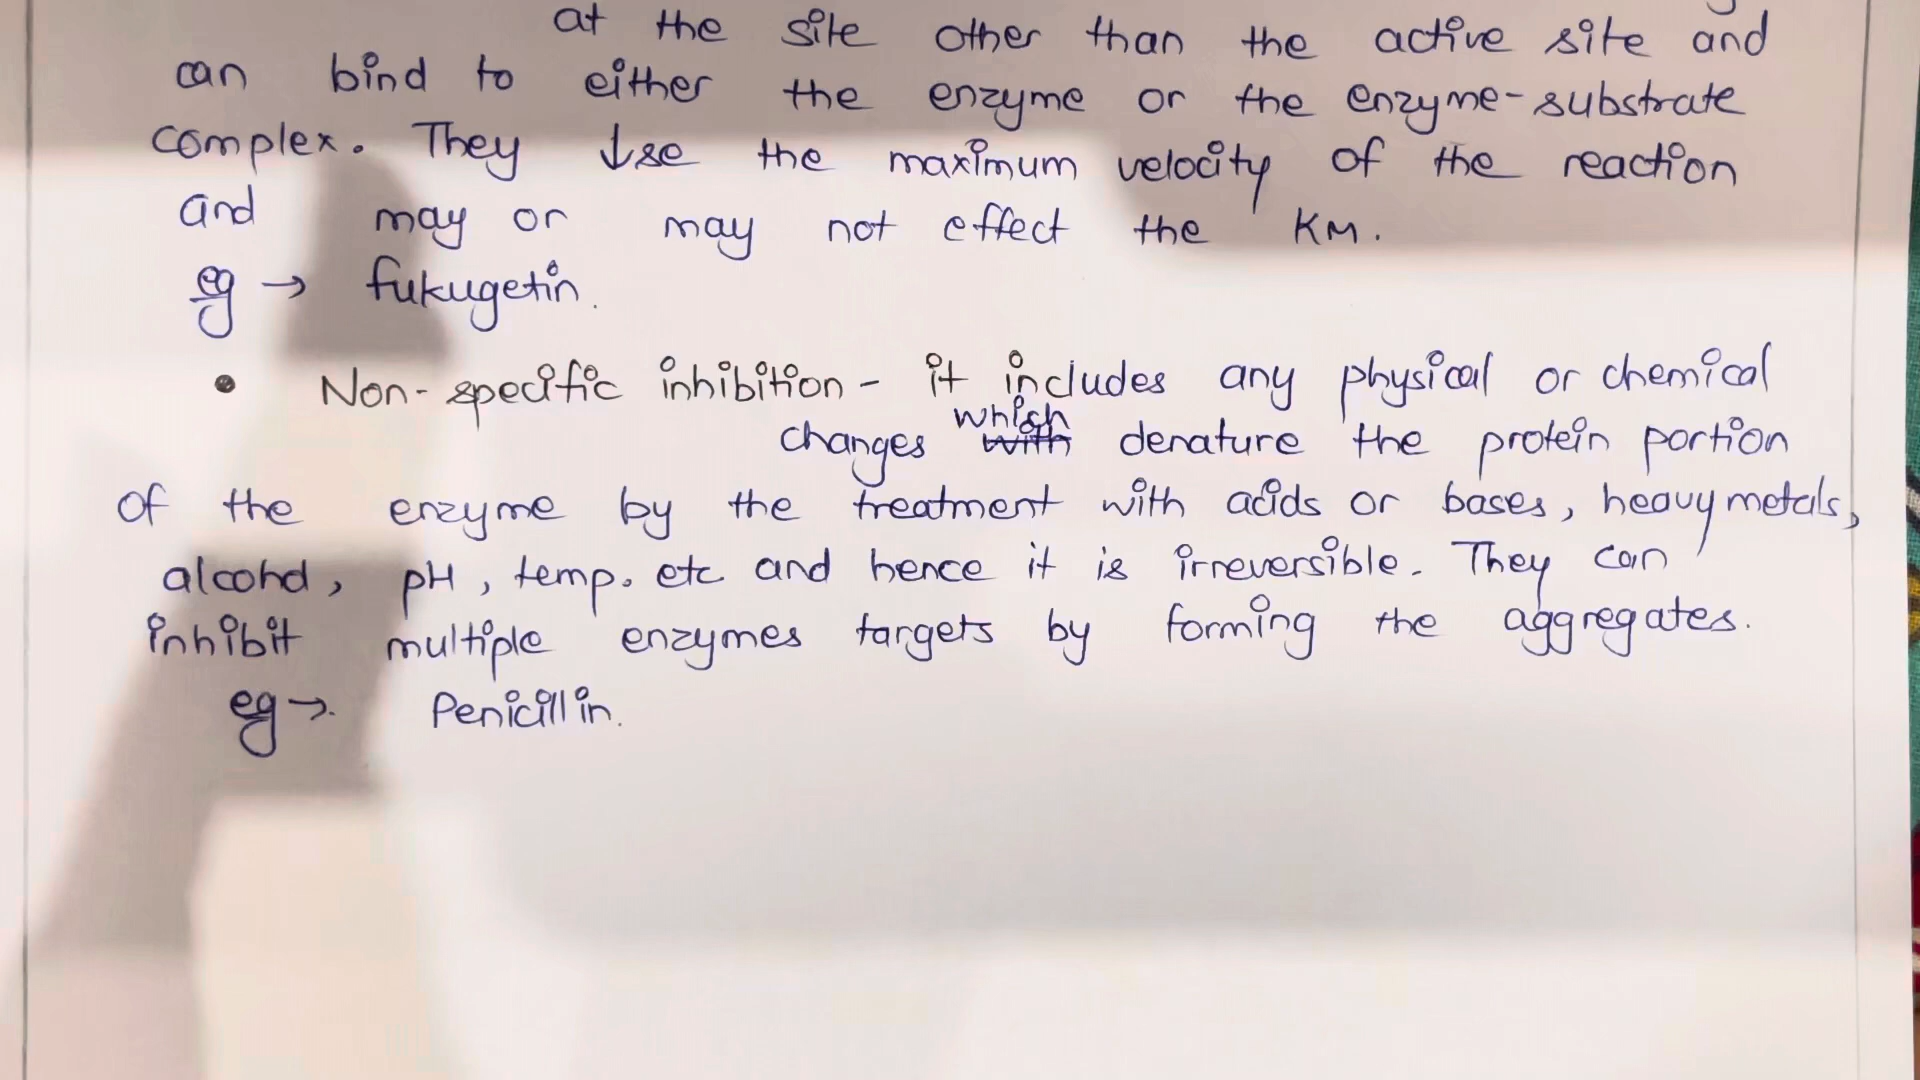 at the site other than the active site and
can bind to either the enzyme or the enzyme-substrate
complex. They ↓se the maximum velocity of the reaction
and may or may not effect the KM.
eg → fukugetin.
• Non-specific inhibition - it includes any physical or chemical
changes with which denature the protein portion
of the enzyme by the treatment with acids or bases, heavy metals,
alcohol, pH, temp. etc and hence it is irreversible. They can
inhibit multiple enzymes targets by forming the aggregates.
eg → Penicillin.